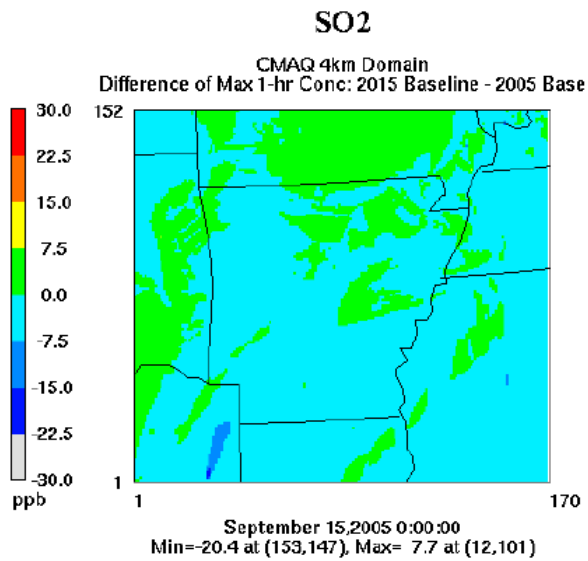 SO2
CMAQ 4km Domain
Difference of Max 1-hr Conc: 2015 Baseline - 2005 Base
30.0
22.5
15.0
7.5
0.0
-7.5
-15.0
-22.5
-30.0
ppb
152
1
1
170
September 15,2005 0:00:00
Min=-20.4 at (153,147), Max= 7.7 at (12,101)